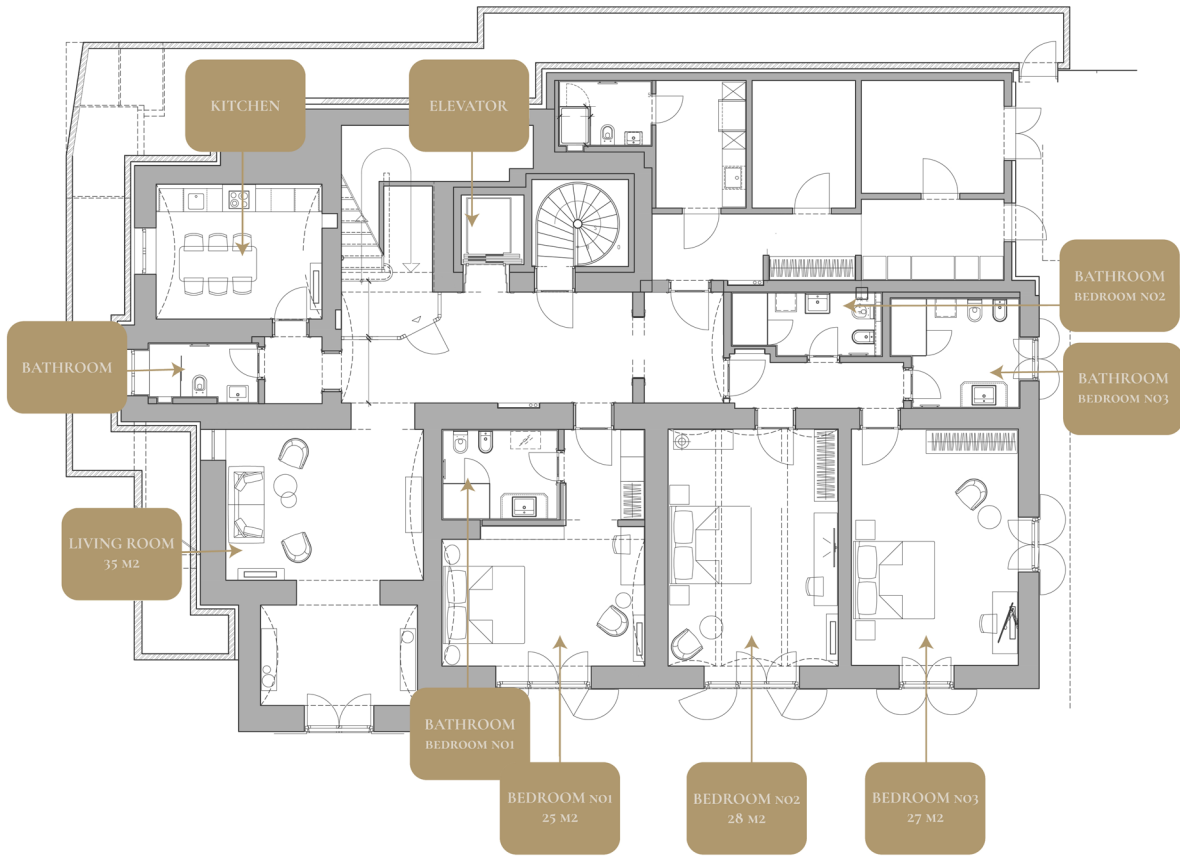 KITCHEN
ELEVATOR
BATHROOM
BEDROOM NO2
BATHROOM
BATHROOM
BEDROOM NO3
LIVING ROOM
35 M2
BATHROOM
BEDROOM NO1
BEDROOM NO1
25 M2
BEDROOM NO2
28 M2
BEDROOM NO3
27 M2